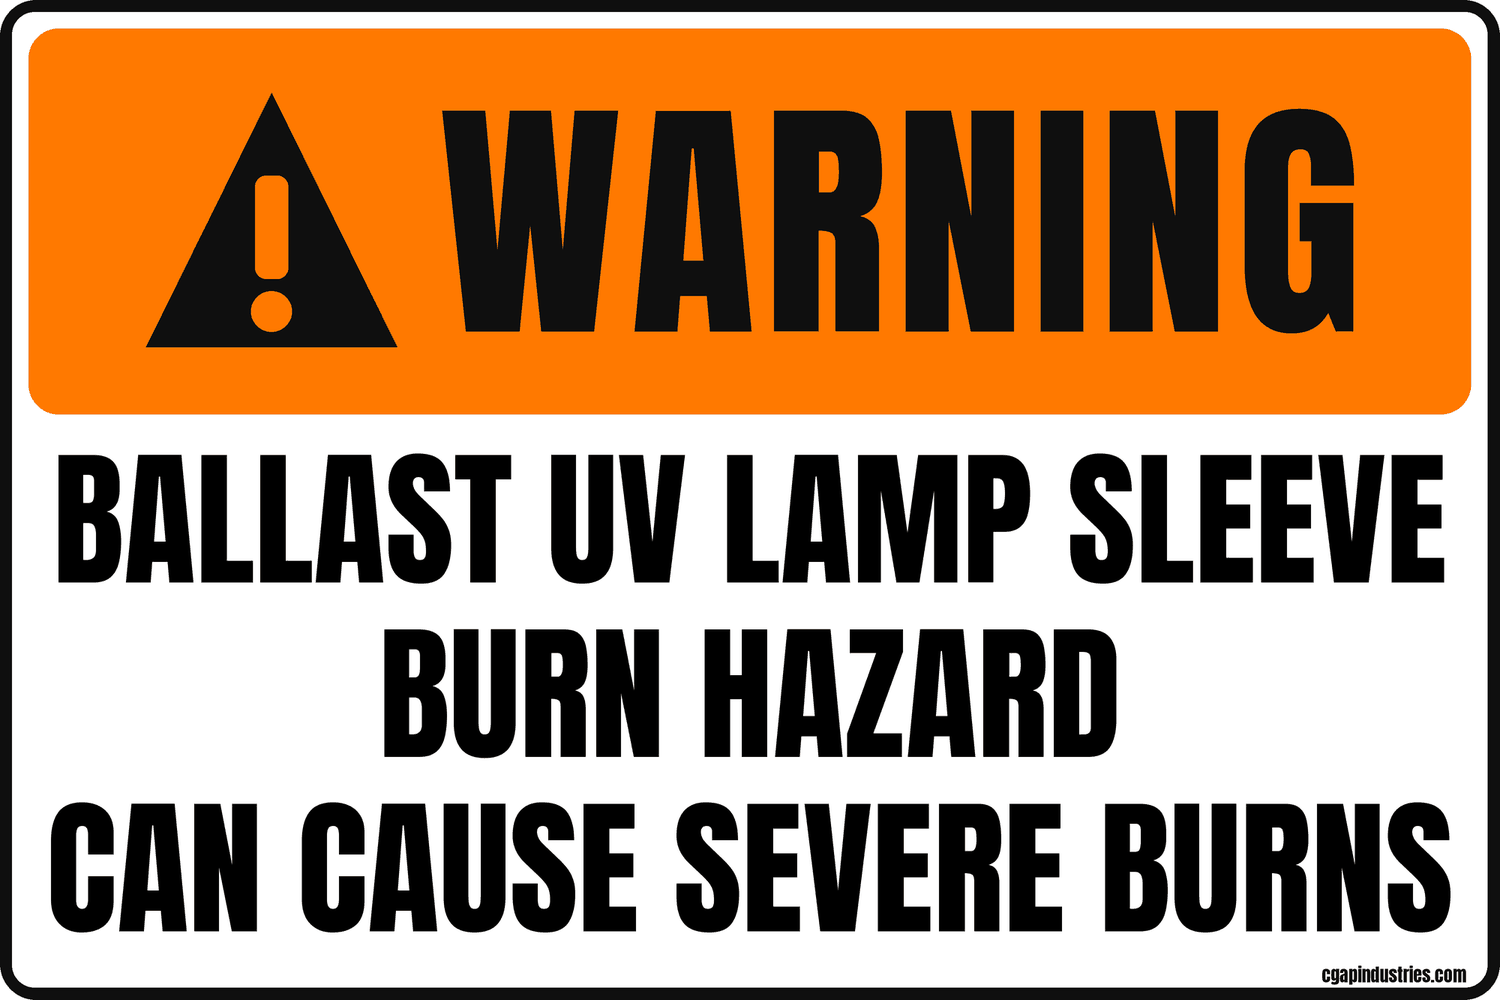 WARNING
BALLAST UV LAMP SLEEVE
BURN HAZARD
CAN CAUSE SEVERE BURNS
cgapindustries.com